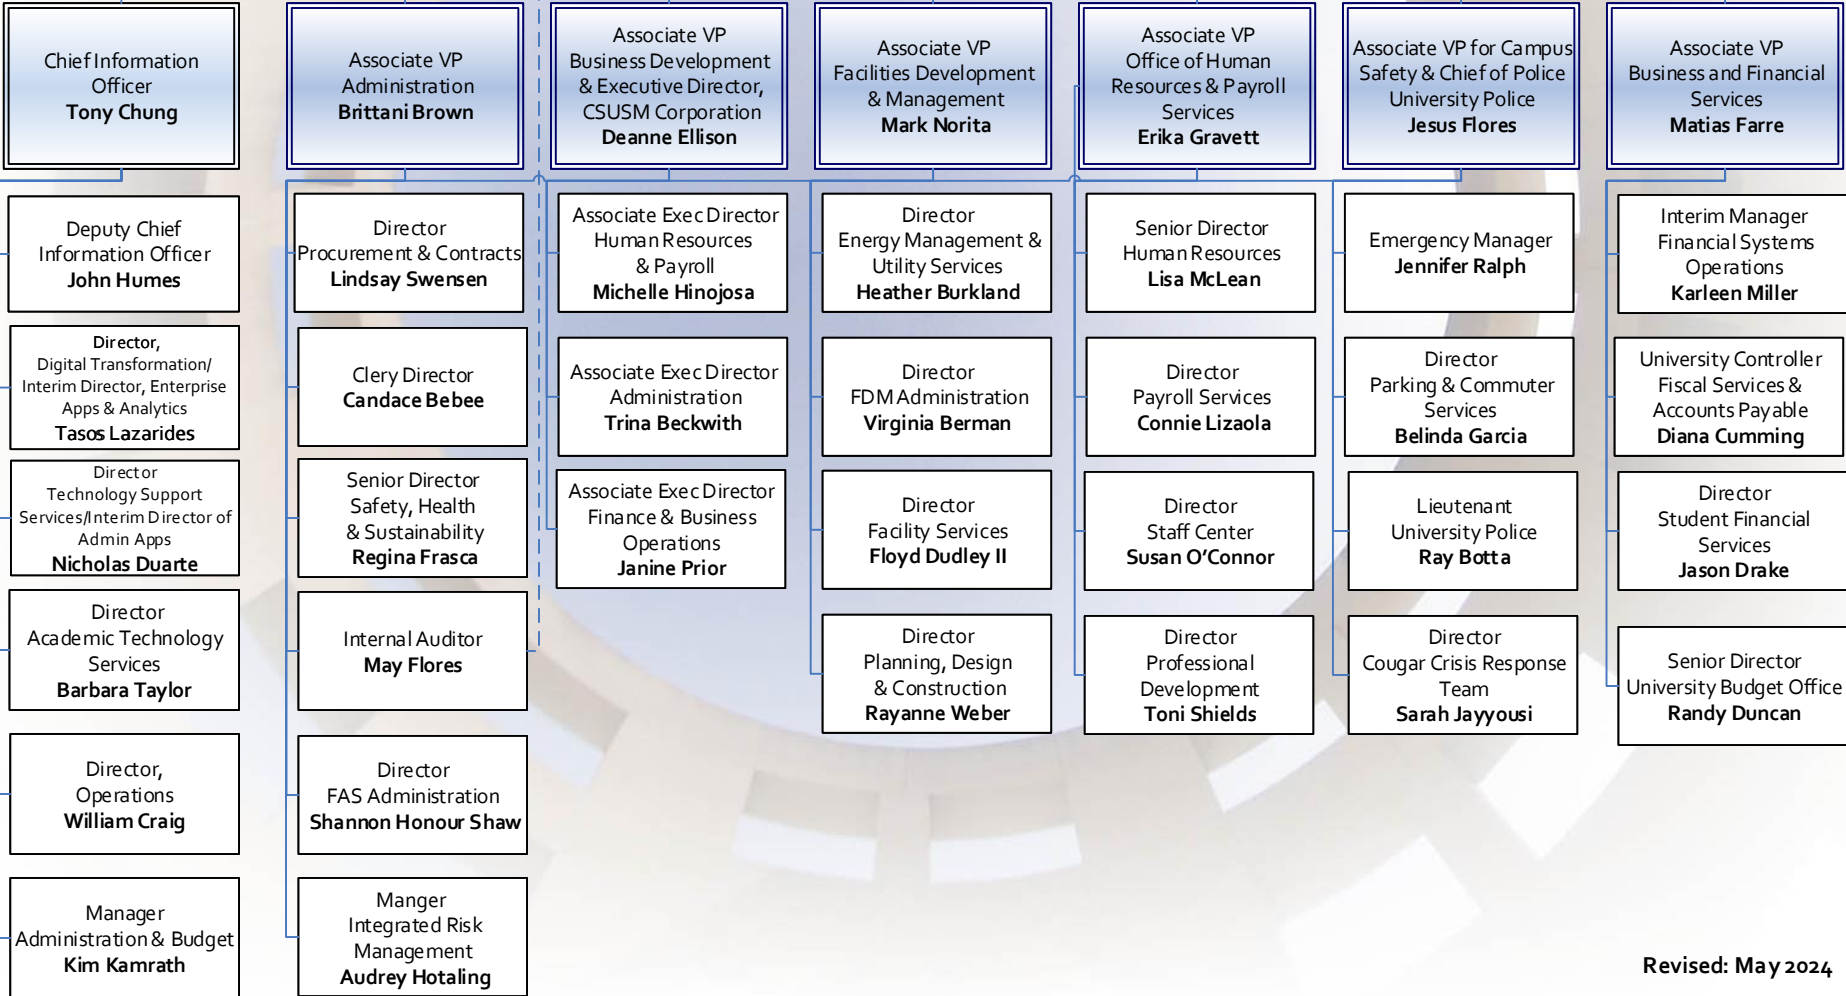 Chief Information
Officer
Tony Chung
Associate VP
Administration
Brittani Brown
Associate VP
Business Development
& Executive Director,
CSUSM Corporation
Deanne Ellison
Associate VP
Facilities Development
& Management
Mark Norita
Associate VP
Office of Human
Resources & Payroll
Services
Erika Gravett
Associate VP for Campus
Safety & Chief of Police
University Police
Jesus Flores
Associate VP
Business and Financial
Services
Matias Farre
Deputy Chief
Information Officer
John Humes
Director
Procurement & Contracts
Lindsay Swensen
Associate Exec Director
Human Resources
& Payroll
Michelle Hinojosa
Director
Energy Management &
Utility Services
Heather Burkland
Senior Director
Human Resources
Lisa McLean
Emergency Manager
Jennifer Ralph
Interim Manager
Financial Systems
Operations
Karleen Miller
Director,
Digital Transformation/
Interim Director, Enterprise
Apps & Analytics
Tasos Lazarides
Clery Director
Candace Bebee
Associate Exec Director
Administration
Trina Beckwith
Director
FDM Administration
Virginia Berman
Director
Payroll Services
Connie Lizaola
Director
Parking & Commuter
Services
Belinda Garcia
University Controller
Fiscal Services &
Accounts Payable
Diana Cumming
Director
Technology Support
Services/Interim Director of
Admin Apps
Nicholas Duarte
Senior Director
Safety, Health
& Sustainability
Regina Frasca
Associate Exec Director
Finance & Business
Operations
Janine Prior
Director
Facility Services
Floyd Dudley II
Director
Staff Center
Susan O’Connor
Lieutenant
University Police
Ray Botta
Director
Student Financial
Services
Jason Drake
Director
Academic Technology
Services
Barbara Taylor
Internal Auditor
May Flores
Director
Planning, Design
& Construction
Rayanne Weber
Director
Professional
Development
Toni Shields
Director
Cougar Crisis Response
Team
Sarah Jayyousi
Senior Director
University Budget Office
Randy Duncan
Director,
Operations
William Craig
Director
FAS Administration
Shannon Honour Shaw
Manager
Administration & Budget
Kim Kamrath
Manger
Integrated Risk
Management
Audrey Hotaling
Revised: May 2024